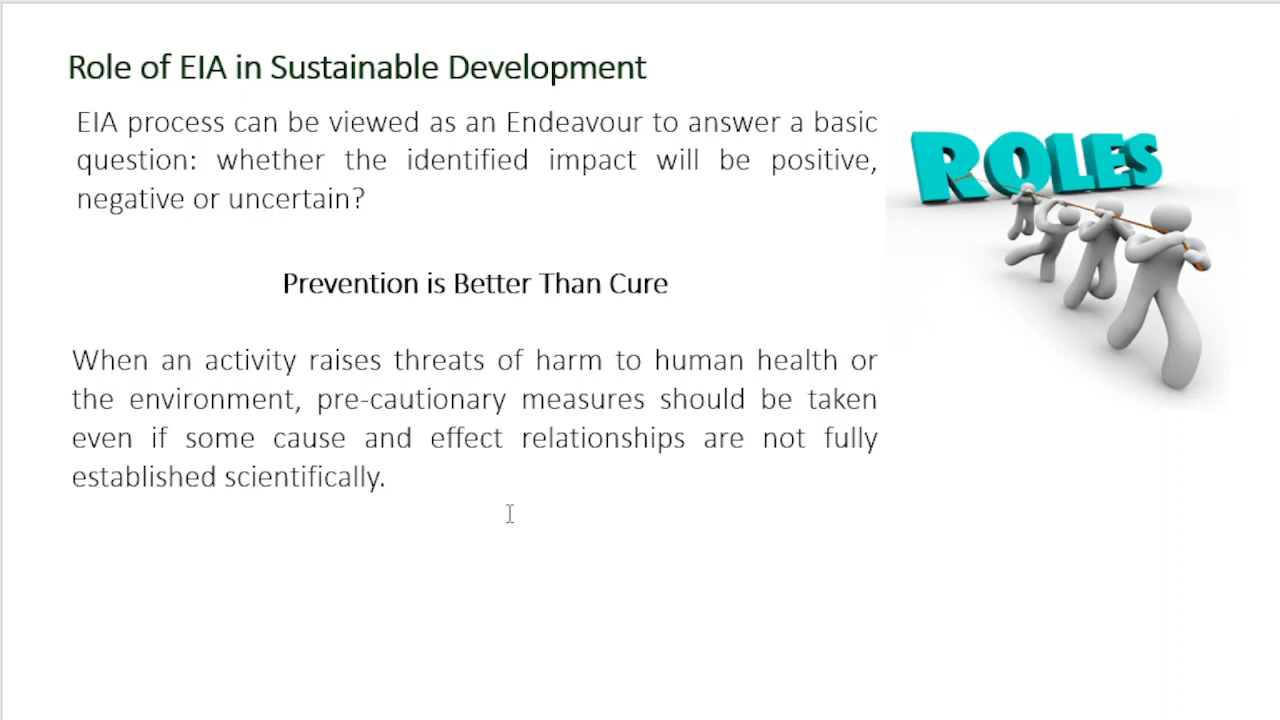 Role of EIA in Sustainable Development
EIA process can be viewed as an Endeavour to answer a basic
question: whether the identified impact will be positive,
negative or uncertain?
ROLES
Prevention is Better Than Cure
When an activity raises threats of harm to human health or
the environment, pre-cautionary measures should be taken
even if some cause and effect relationships are not fully
established scientifically.